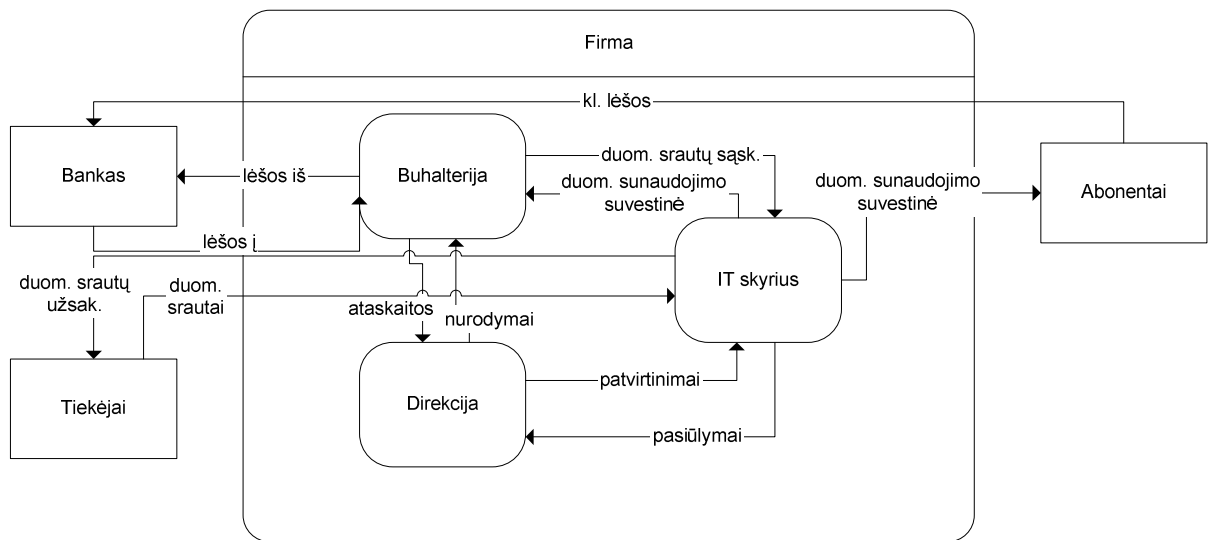 Firma
kl. lėšos
Bankas
Buhalterija
Abonentai
lėšos iš
duom. srautų sąsk.
duom. sunaudojimo
suvestinė
duom. sunaudojimo
suvestinė
lėšos į
IT skyrius
duom. srautų
užsak.
duom.
srautai
ataskaitos
nurodymai
Tiekėjai
Direkcija
patvirtinimai
pasiūlymai